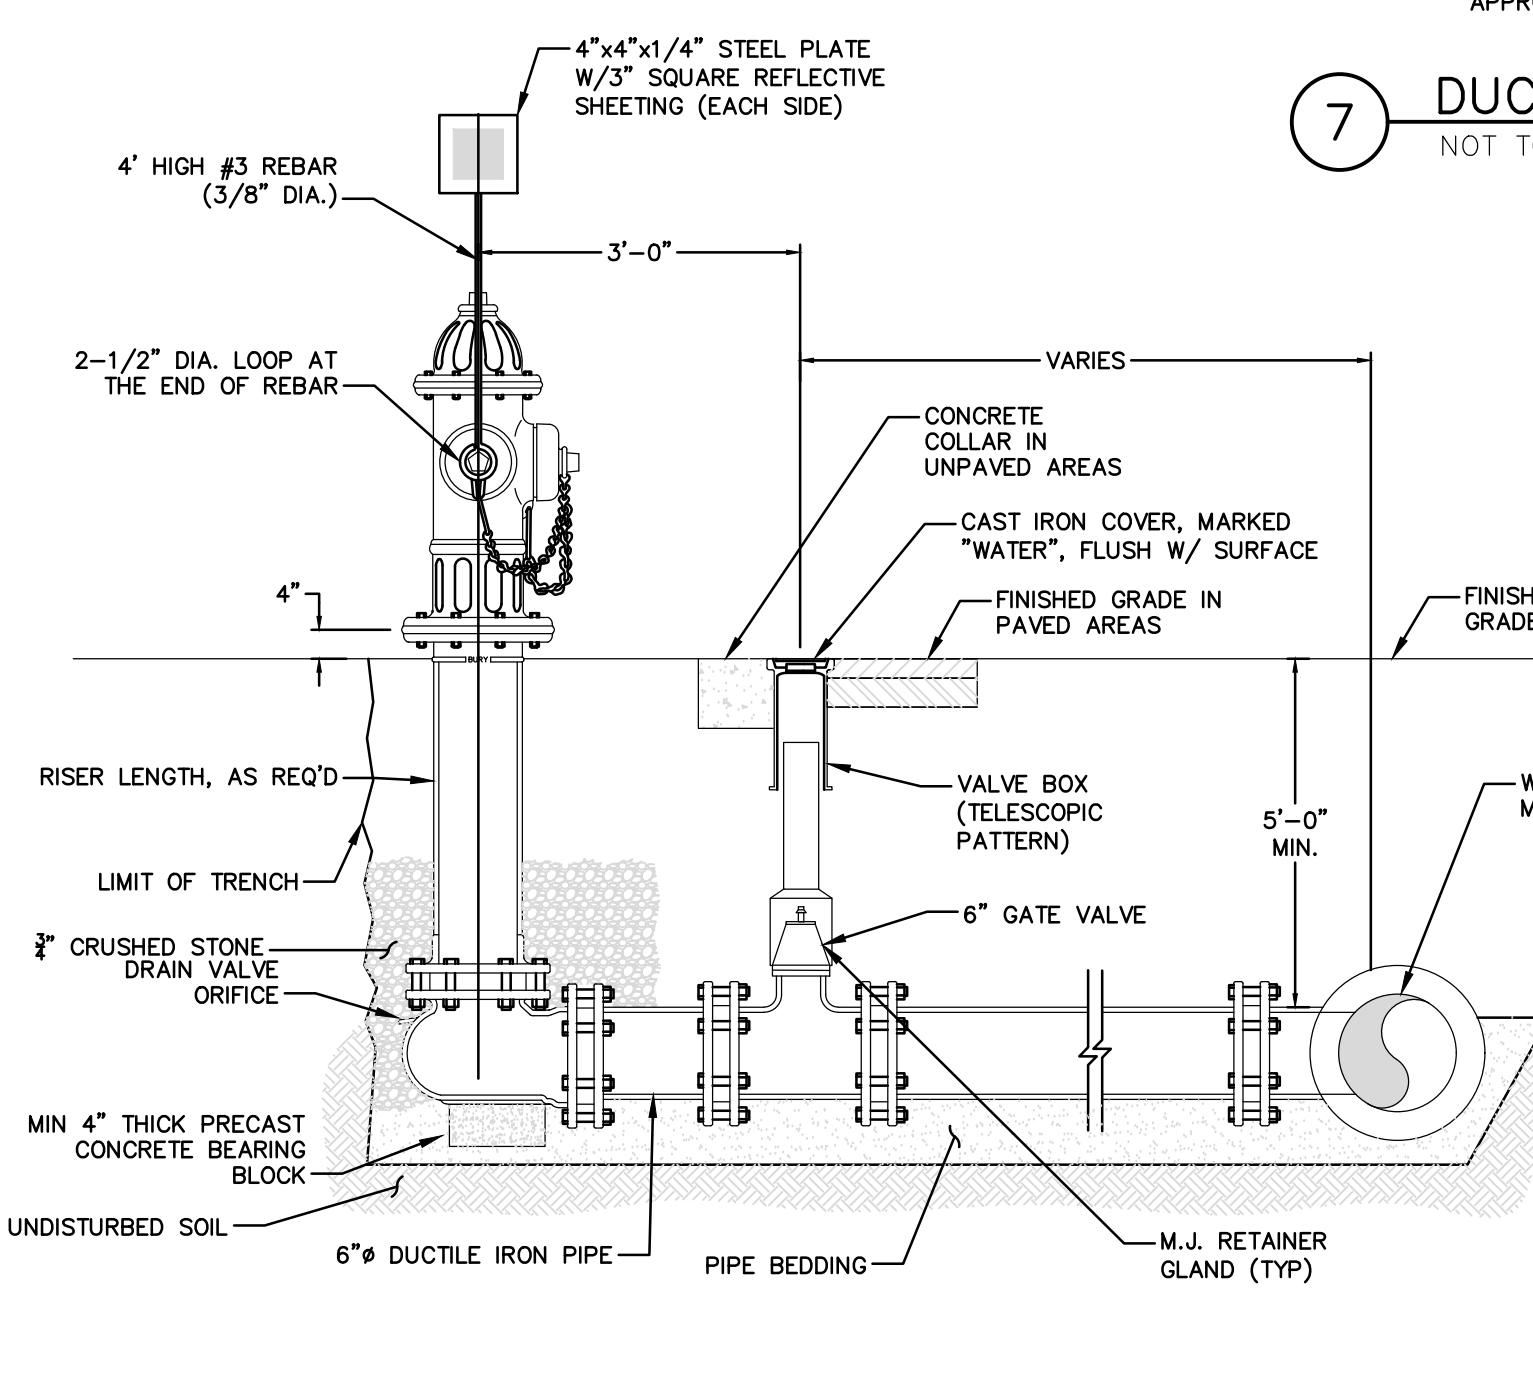 APPR
4"x4"x1/4" STEEL PLATE
W/3" SQUARE REFLECTIVE
SHEETING (EACH SIDE)
7
DUC
NOT T
4' HIGH #3 REBAR
(3/8" DIA.)
3'-0"
2-1/2" DIA. LOOP AT
THE END OF REBAR
VARIES
CONCRETE
COLLAR IN
UNPAVED AREAS
CAST IRON COVER, MARKED
"WATER", FLUSH W/ SURFACE
4"
FINISHED GRADE IN
PAVED AREAS
FINISH
GRADE
BURY
RISER LENGTH, AS REQ'D
VALVE BOX
(TELESCOPIC
PATTERN)
5'-0"
MIN.
W
M
LIMIT OF TRENCH
6" GATE VALVE
3/4" CRUSHED STONE
DRAIN VALVE
ORIFICE
MIN 4" THICK PRECAST
CONCRETE BEARING
BLOCK
UNDISTURBED SOIL
6"ø DUCTILE IRON PIPE
PIPE BEDDING
M.J. RETAINER
GLAND (TYP)